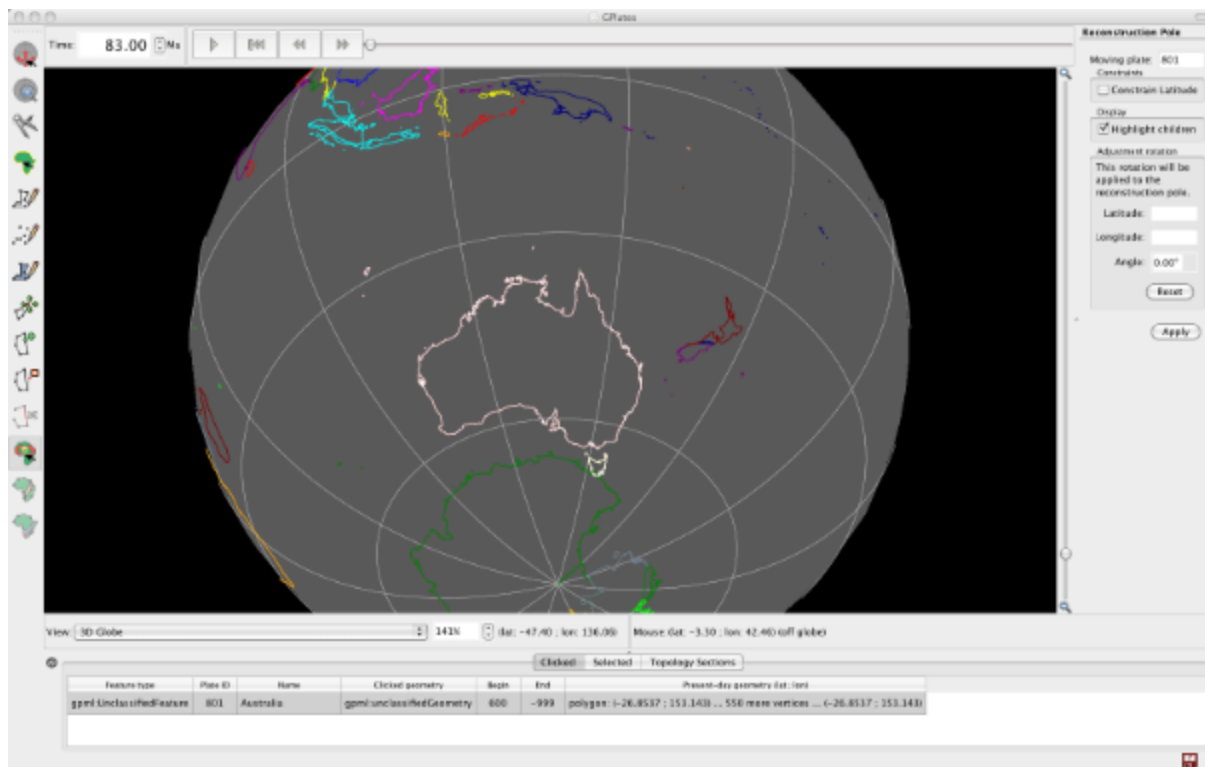 GPlates
Time: 83.00 Ma
Reconstruction Pole
Moving plate: 801
Constraints
Constrain Latitude
Display
Highlight children
Adjustment rotation
This rotation will be
applied to the
reconstruction pole.
Latitude:
Longitude:
Angle: 0.00°
Reset
Apply
View: 3D Globe 141% (lat: -47.40 ; lon: 136.06) Mouse: (lat: -3.30 ; lon: 42.46) (off globe)
Clicked Selected Topology Sections
Feature type Plate ID Name Clicked geometry Begin End Present-day geometry (lat; lon)
gpml:UnclassifiedFeature 801 Australia gpml:unclassifiedGeometry 600 -999 polygon: (-26.8537 ; 153.143) ... 550 more vertices ... (-26.8537 ; 153.143)